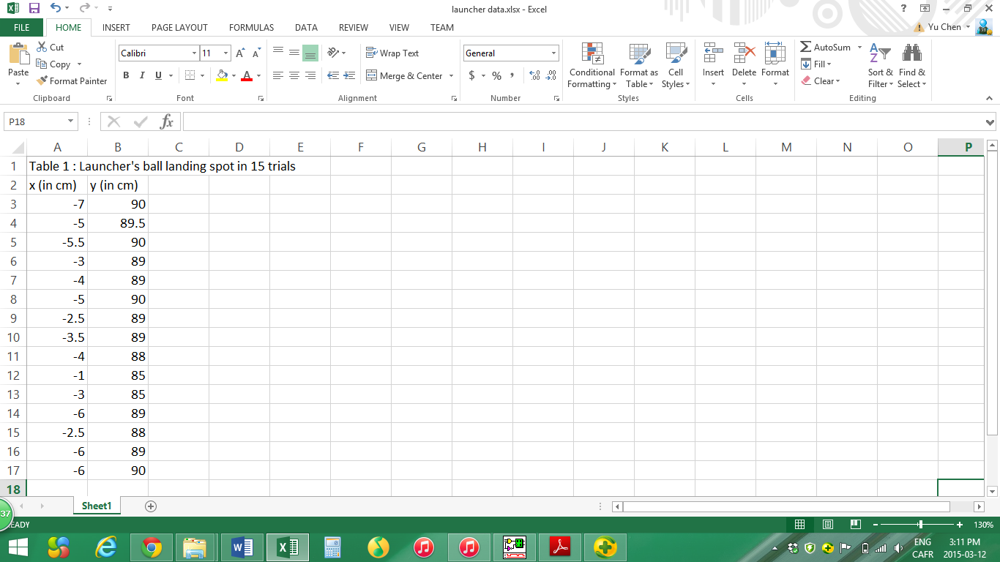 launcher data.xlsx - Excel
FILE HOME INSERT PAGE LAYOUT FORMULAS DATA REVIEW VIEW TEAM Yu Chen
Paste
Cut
Copy
Format Painter
Calibri 11
B I U
Wrap Text
Merge & Center
General
$ % ,
Conditional Formatting
Format as Table
Cell Styles
Insert
Delete
Format
AutoSum
Fill
Clear
Sort & Filter
Find & Select
Clipboard Font Alignment Number Styles Cells Editing
P18 fx
A B C D E F G H I J K L M N O P
1 Table 1 : Launcher's ball landing spot in 15 trials
2 x (in cm) y (in cm)
3 -7 90
4 -5 89.5
5 -5.5 90
6 -3 89
7 -4 89
8 -5 90
9 -2.5 89
10 -3.5 89
11 -4 88
12 -1 85
13 -3 85
14 -6 89
15 -2.5 88
16 -6 89
17 -6 90
18
Sheet1
37
EADY 130%
ENG 3:11 PM
CAFR 2015-03-12